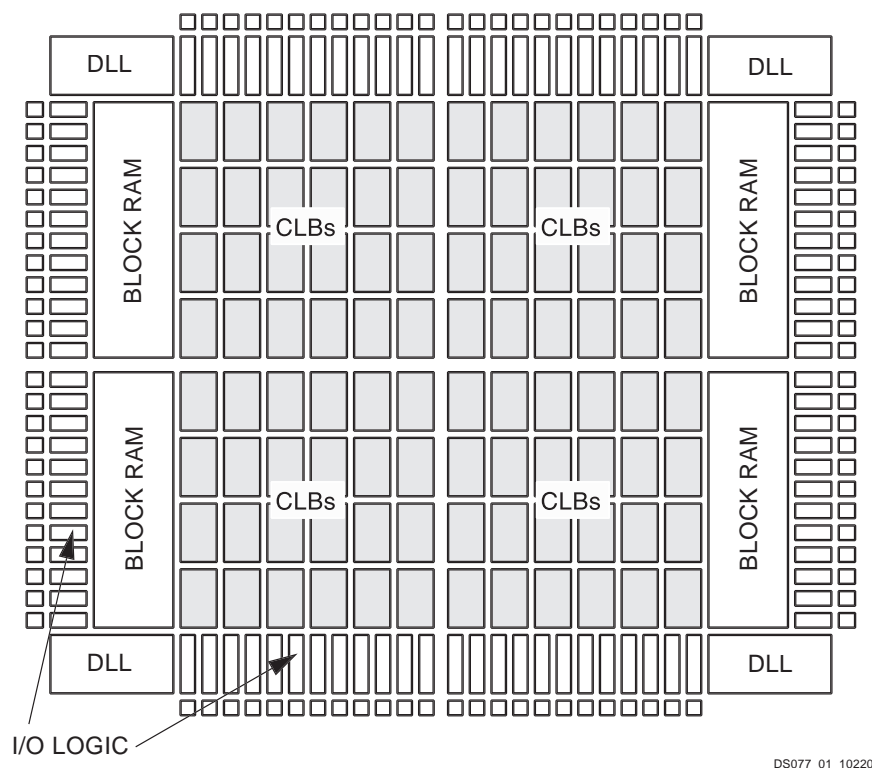 DLL
DLL
BLOCK RAM
CLBs
CLBs
BLOCK RAM
BLOCK RAM
CLBs
CLBs
BLOCK RAM
DLL
DLL
I/O LOGIC
DS077_01_10220